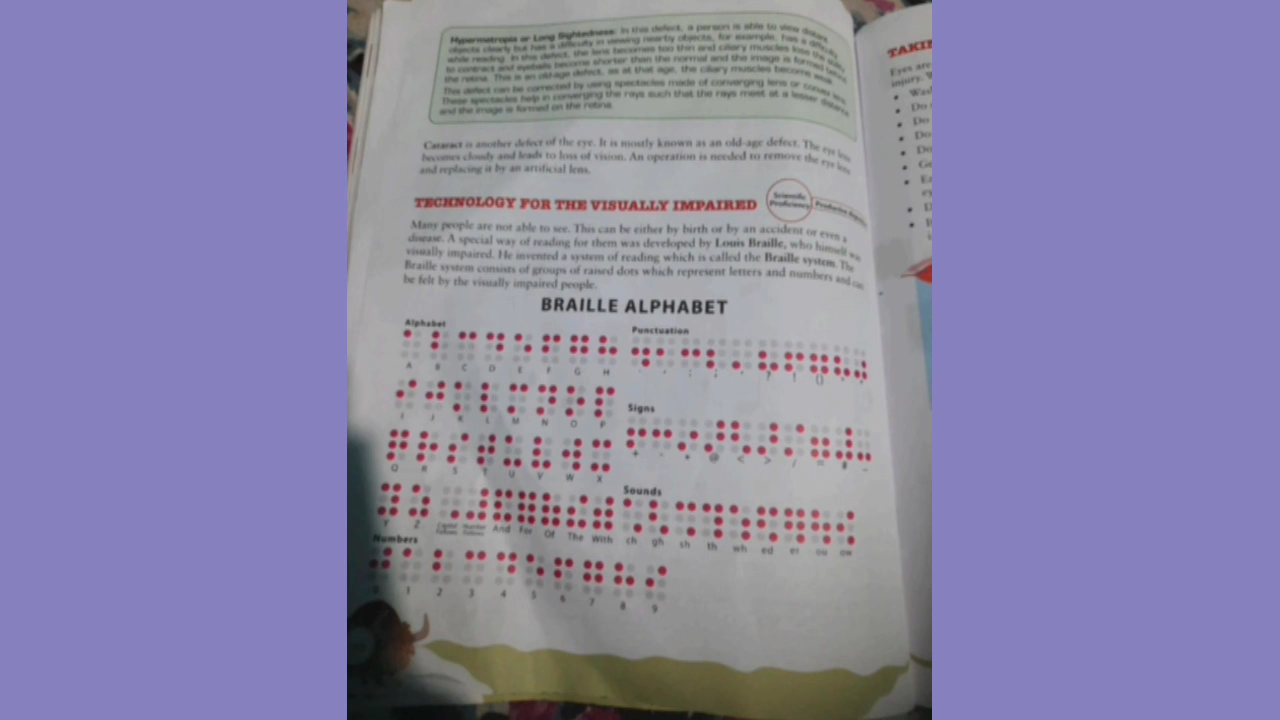 Hypermetropia or Long Sightedness: In this defect, a person is able to view distant
objects clearly but has a difficulty in viewing nearby objects, for example, has a difficulty
while reading. In this defect, the lens becomes too thin and ciliary muscles lose the ability
to contract and eyeballs become shorter than the normal and the image is formed behind
the retina. This is an old-age defect, as at that age, the ciliary muscles become weak.
This defect can be corrected by using spectacles made of converging lens or convex lens
These spectacles help in converging the rays such that the rays meet at a lesser distance
and the image is formed on the retina.
Cataract is another defect of the eye. It is mostly known as an old-age defect. The eye lens
becomes cloudy and leads to loss of vision. An operation is needed to remove the eye lens
and replacing it by an artificial lens.
TECHNOLOGY FOR THE VISUALLY IMPAIRED
Scientific
Proficiency
Many people are not able to see. This can be either by birth or by an accident or even a
disease. A special way of reading for them was developed by Louis Braille, who himself was
visually impaired. He invented a system of reading which is called the Braille system. The
Braille system consists of groups of raised dots which represent letters and numbers and can
be felt by the visually impaired people.
BRAILLE ALPHABET
Alphabet
A B C D E F G H
I J K L M N O P
Q R S T U V W X
Y Z Capital Follows Number Follows And For Of The With
Numbers
1 2 3 4 5 6 7 8 9
Punctuation
' , : ; . ? ! ()
Signs
+ - * @ < > / = # _
Sounds
ch gh sh th wh ed er ou ow
Eyes are
injury.